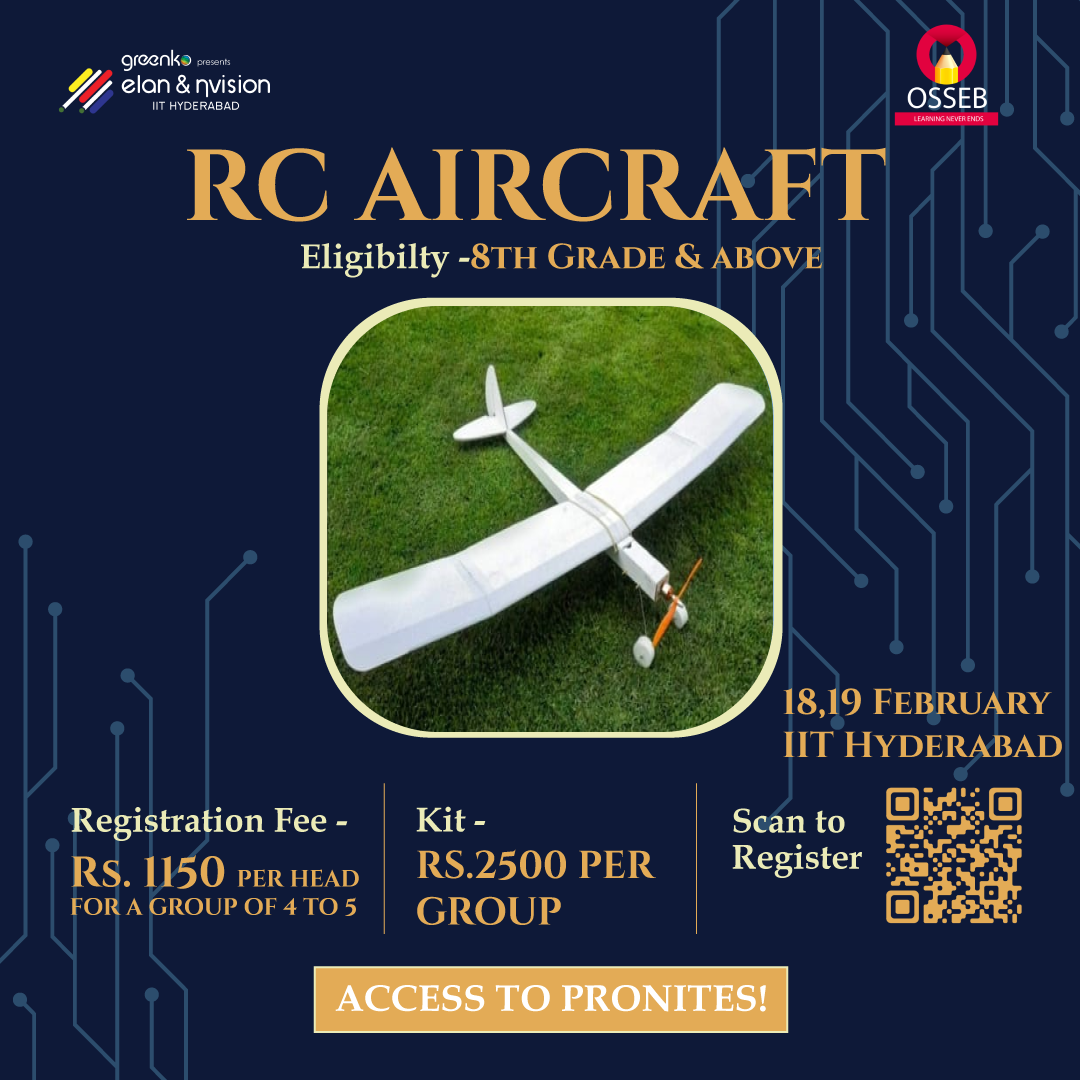 greenko presents
elan & ηvision
IIT HYDERABAD
OSSEB
LEARNING NEVER ENDS
RC AIRCRAFT
Eligibilty -8TH GRADE & ABOVE
18,19 FEBRUARY
IIT HYDERABAD
Registration Fee -
RS. 1150 PER HEAD
FOR A GROUP OF 4 TO 5
Kit -
RS.2500 PER
GROUP
Scan to
Register
ACCESS TO PRONITES!